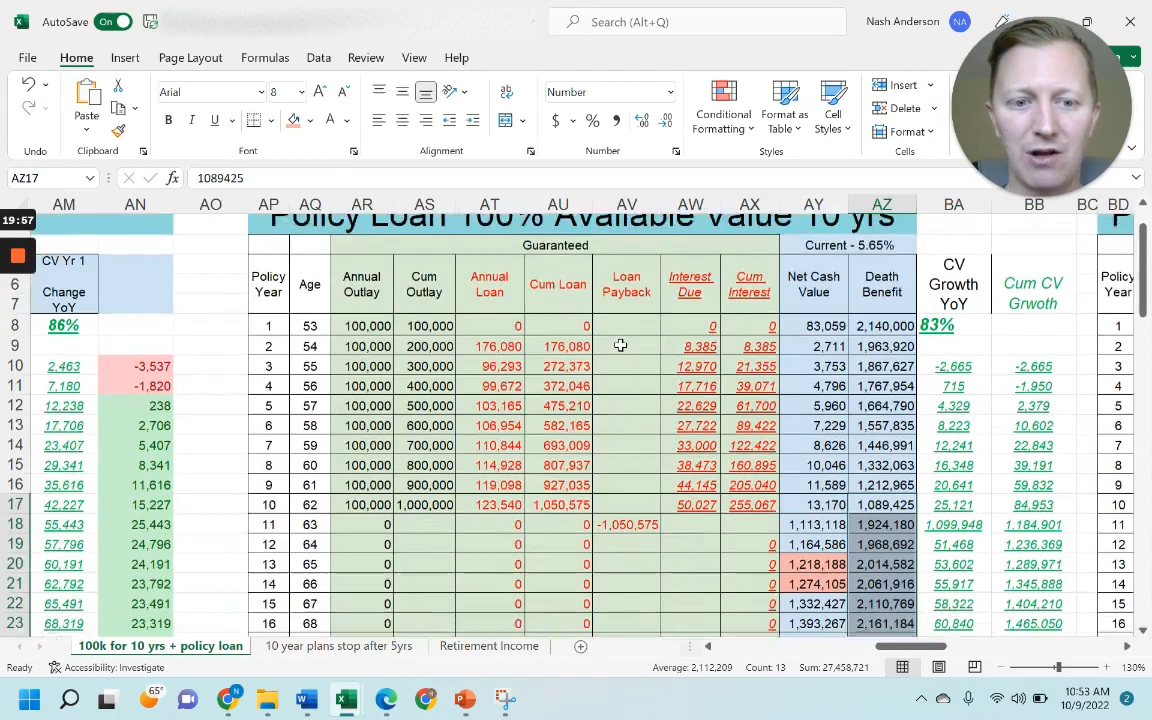 AutoSave On Search (Alt+Q) Nash Anderson NA
File Home Insert Page Layout Formulas Data Review View Help
Paste Arial 8 Number Conditional Formatting Format as Table Cell Styles Insert Delete Format
Undo Clipboard Font Alignment Number Styles Cells
AZ17 fx 1089425
19:57
AM AN AO AP AQ AR AS AT AU AV AW AX AY AZ BA BB BC BD
Policy Loan 100% Available Value 10 yrs P
Guaranteed Current - 5.65%
CV Yr 1 Change YoY Policy Year Age Annual Outlay Cum Outlay Annual Loan Cum Loan Loan Payback Interest Due Cum Interest Net Cash Value Death Benefit CV Growth YoY Cum CV Grwoth Policy Year
6
7
8 86% 1 53 100,000 100,000 0 0 0 0 83,059 2,140,000 83% 1
9 2 54 100,000 200,000 176,080 176,080 8,385 8,385 2,711 1,963,920 2
10 2,463 -3,537 3 55 100,000 300,000 96,293 272,373 12,970 21,355 3,753 1,867,627 -2,665 -2,665 3
11 7,180 -1,820 4 56 100,000 400,000 99,672 372,046 17,716 39,071 4,796 1,767,954 715 -1,950 4
12 12,238 238 5 57 100,000 500,000 103,165 475,210 22,629 61,700 5,960 1,664,790 4,329 2,379 5
13 17,706 2,706 6 58 100,000 600,000 106,954 582,165 27,722 89,422 7,229 1,557,835 8,223 10,602 6
14 23,407 5,407 7 59 100,000 700,000 110,844 693,009 33,000 122,422 8,626 1,446,991 12,241 22,843 7
15 29,341 8,341 8 60 100,000 800,000 114,928 807,937 38,473 160,895 10,046 1,332,063 16,348 39,191 8
16 35,616 11,616 9 61 100,000 900,000 119,098 927,035 44,145 205,040 11,589 1,212,965 20,641 59,832 9
17 42,227 15,227 10 62 100,000 1,000,000 123,540 1,050,575 50,027 255,067 13,170 1,089,425 25,121 84,953 10
18 55,443 25,443 11 63 0 0 0 -1,050,575 1,113,118 1,924,180 1,099,948 1,184,901 11
19 57,796 24,796 12 64 0 0 0 0 1,164,586 1,968,692 51,468 1,236,369 12
20 60,191 24,191 13 65 0 0 0 0 1,218,188 2,014,582 53,602 1,289,971 13
21 62,792 23,792 14 66 0 0 0 0 1,274,105 2,061,916 55,917 1,345,888 14
22 65,491 23,491 15 67 0 0 0 0 1,332,427 2,110,769 58,322 1,404,210 15
23 68,319 23,319 16 68 0 0 0 0 1,393,267 2,161,184 60,840 1,465,050 16
100k for 10 yrs + policy loan 10 year plans stop after 5yrs Retirement Income
Ready Accessibility: Investigate Average: 2,112,209 Count: 13 Sum: 27,458,721 130%
65° 10:53 AM
10/9/2022 2